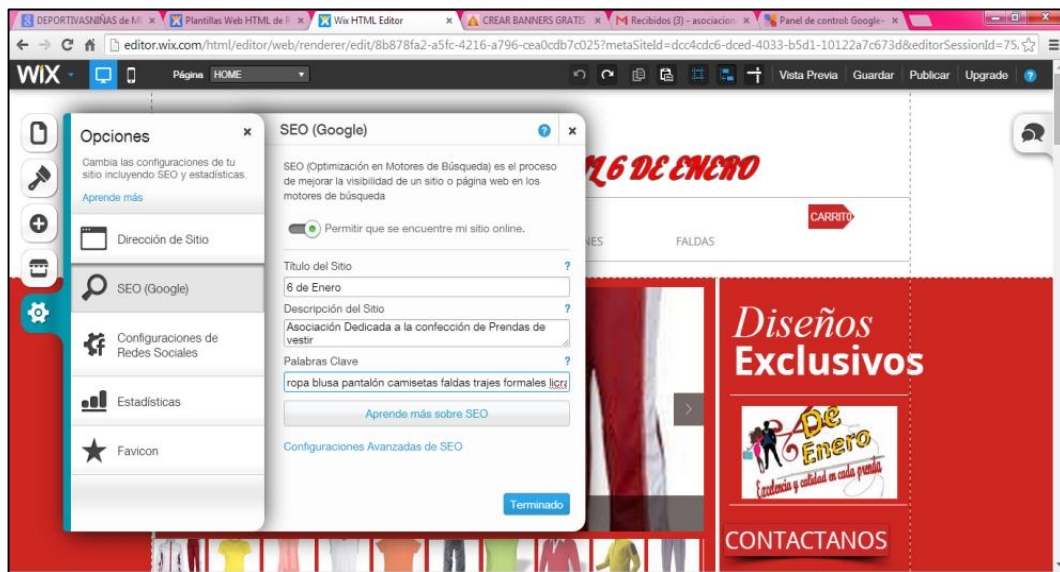 DEPORTIVASNIÑAS de Mi
Plantillas Web HTML de R
Wix HTML Editor
CREAR BANNERS GRATIS
Recibidos (3) - asociacion
Panel de control: Google-
editor.wix.com/html/editor/web/renderer/edit/8b878fa2-a5fc-4216-a796-cea0cdb7c025?metaSiteId=dcc4cdc6-dced-4033-b5d1-10122a7c673d&editorSessionId=75
WiX
Página HOME
Vista Previa Guardar Publicar Upgrade ?
Opciones
Cambia las configuraciones de tu
sitio incluyendo SEO y estadísticas.
Aprende más
Dirección de Sitio
SEO (Google)
Configuraciones de
Redes Sociales
Estadísticas
Favicon
SEO (Google) ?
SEO (Optimización en Motores de Búsqueda) es el proceso
de mejorar la visibilidad de un sitio o página web en los
motores de búsqueda
Permitir que se encuentre mi sitio online.
Título del Sitio ?
6 de Enero
Descripción del Sitio ?
Asociación Dedicada a la confección de Prendas de
vestir
Palabras Clave ?
ropa blusa pantalón camisetas faldas trajes formales licra
Aprende más sobre SEO
Configuraciones Avanzadas de SEO
Terminado
6 DE ENERO
CARRITO
NES FALDAS
Diseños
Exclusivos
6 De
Enero
Excelencia y calidad en cada prenda
CONTACTANOS